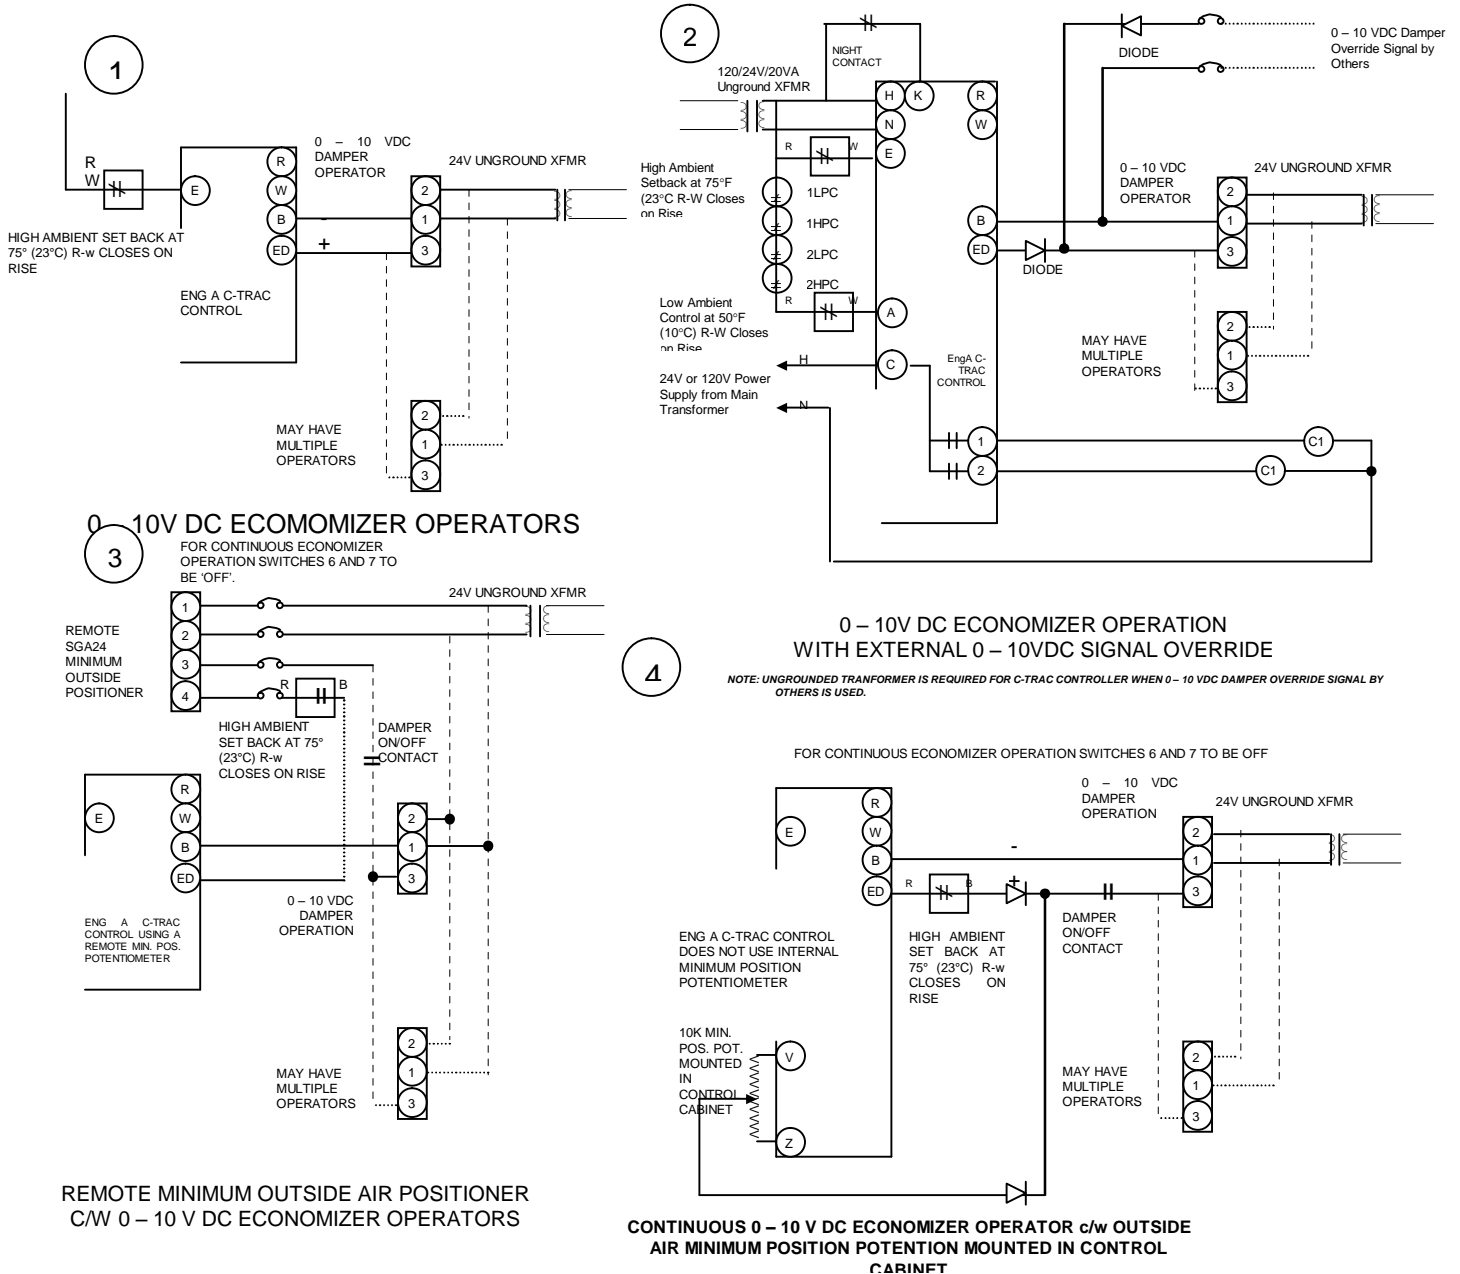 1
R
W
E
HIGH AMBIENT SET BACK AT
75° (23°C) R-w CLOSES ON
RISE
R
W
B
ED
-
+
ENG A C-TRAC
CONTROL
0 – 10 VDC
DAMPER
OPERATOR
24V UNGROUND XFMR
2
1
3
MAY HAVE
MULTIPLE
OPERATORS
2
1
3
0 – 10V DC ECOMOMIZER OPERATORS
2
NIGHT
CONTACT
120/24V/20VA
Unground XFMR
H
K
N
E
R
W
R
W
High Ambient
Setback at 75°F
(23°C R-W Closes
on Rise
1LPC
1HPC
2LPC
2HPC
R
W
A
Low Ambient
Control at 50°F
(10°C) R-W Closes
on Rise
H
C
24V or 120V Power
Supply from Main
Transformer
N
EngA C-
TRAC
CONTROL
B
ED
DIODE
DIODE
0 – 10 VDC Damper
Override Signal by
Others
0 – 10 VDC
DAMPER
OPERATOR
24V UNGROUND XFMR
2
1
3
MAY HAVE
MULTIPLE
OPERATORS
2
1
3
1
C1
2
C1
0 – 10V DC ECONOMIZER OPERATION
WITH EXTERNAL 0 – 10VDC SIGNAL OVERRIDE
NOTE: UNGROUNDED TRANFORMER IS REQUIRED FOR C-TRAC CONTROLLER WHEN 0 – 10 VDC DAMPER OVERRIDE SIGNAL BY
OTHERS IS USED.
3
FOR CONTINUOUS ECONOMIZER
OPERATION SWITCHES 6 AND 7 TO
BE ‘OFF’.
24V UNGROUND XFMR
REMOTE
SGA24
MINIMUM
OUTSIDE
POSITIONER
1
2
3
4
R
B
HIGH AMBIENT
SET BACK AT 75°
(23°C) R-w
CLOSES ON RISE
DAMPER
ON/OFF
CONTACT
E
R
W
B
ED
2
1
3
0 – 10 VDC
DAMPER
OPERATION
ENG A C-TRAC
CONTROL USING A
REMOTE MIN. POS.
POTENTIOMETER
MAY HAVE
MULTIPLE
OPERATORS
2
1
3
REMOTE MINIMUM OUTSIDE AIR POSITIONER
C/W 0 – 10 V DC ECONOMIZER OPERATORS
4
FOR CONTINUOUS ECONOMIZER OPERATION SWITCHES 6 AND 7 TO BE OFF
0 – 10 VDC
DAMPER
OPERATION
24V UNGROUND XFMR
E
R
W
B
ED
-
R
B
+
2
1
3
ENG A C-TRAC CONTROL
DOES NOT USE INTERNAL
MINIMUM POSITION
POTENTIOMETER
HIGH AMBIENT
SET BACK AT
75° (23°C) R-w
CLOSES ON
RISE
DAMPER
ON/OFF
CONTACT
10K MIN.
POS. POT.
MOUNTED
IN
CONTROL
CABINET
V
Z
MAY HAVE
MULTIPLE
OPERATORS
2
1
3
CONTINUOUS 0 – 10 V DC ECONOMIZER OPERATOR c/w OUTSIDE
AIR MINIMUM POSITION POTENTION MOUNTED IN CONTROL
CABINET